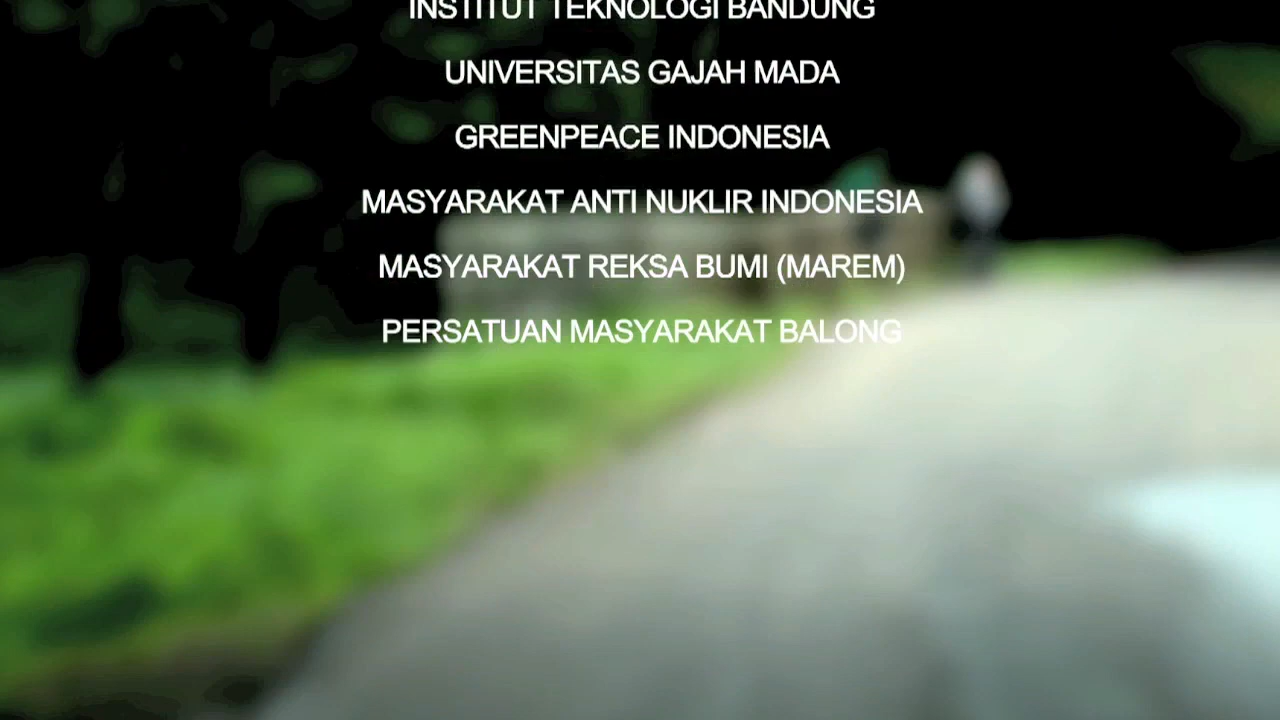 INSTITUT TEKNOLOGI BANDUNG
UNIVERSITAS GAJAH MADA
GREENPEACE INDONESIA
MASYARAKAT ANTI NUKLIR INDONESIA
MASYARAKAT REKSA BUMI (MAREM)
PERSATUAN MASYARAKAT BALONG